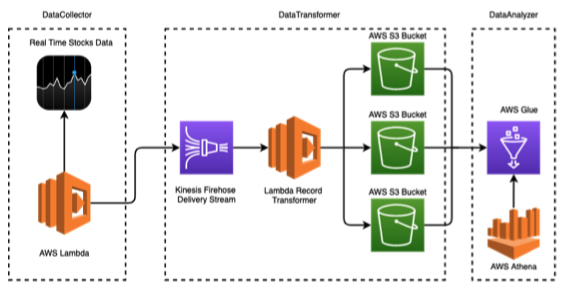 DataCollector
DataTransformer
DataAnalyzer
Real Time Stocks Data
AWS S3 Bucket
AWS S3 Bucket
AWS S3 Bucket
AWS Glue
Kinesis Firehose
Delivery Stream
Lambda Record
Transformer
AWS Lambda
AWS Athena